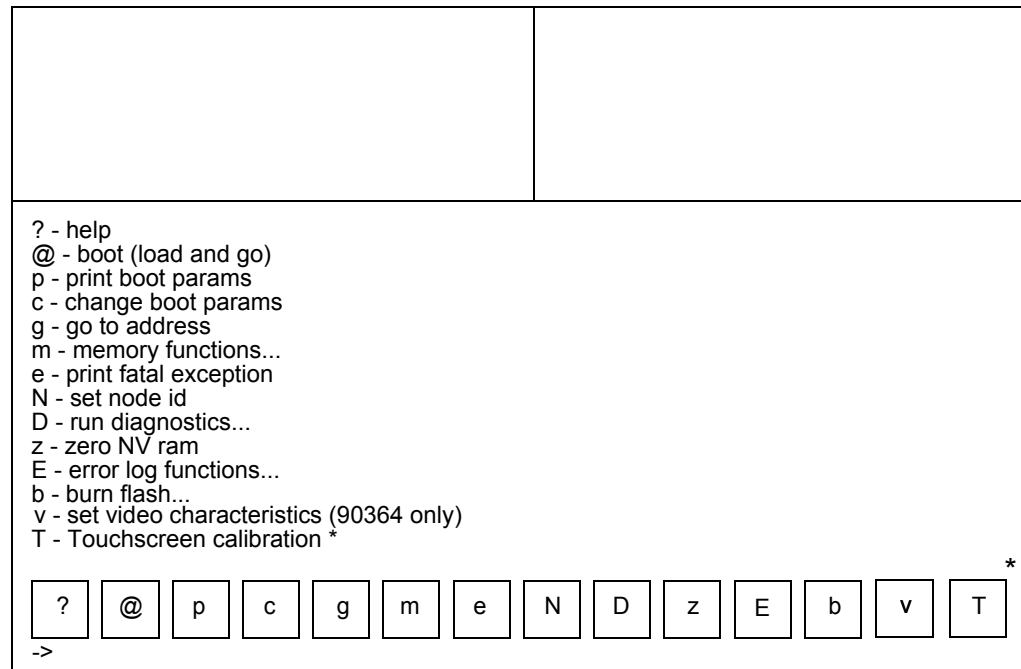 ? - help
@ - boot (load and go)
p - print boot params
c - change boot params
g - go to address
m - memory functions...
e - print fatal exception
N - set node id
D - run diagnostics...
z - zero NV ram
E - error log functions...
b - burn flash...
v - set video characteristics (90364 only)
T - Touchscreen calibration *
*
? @ p c g m e N D z E b v T
->